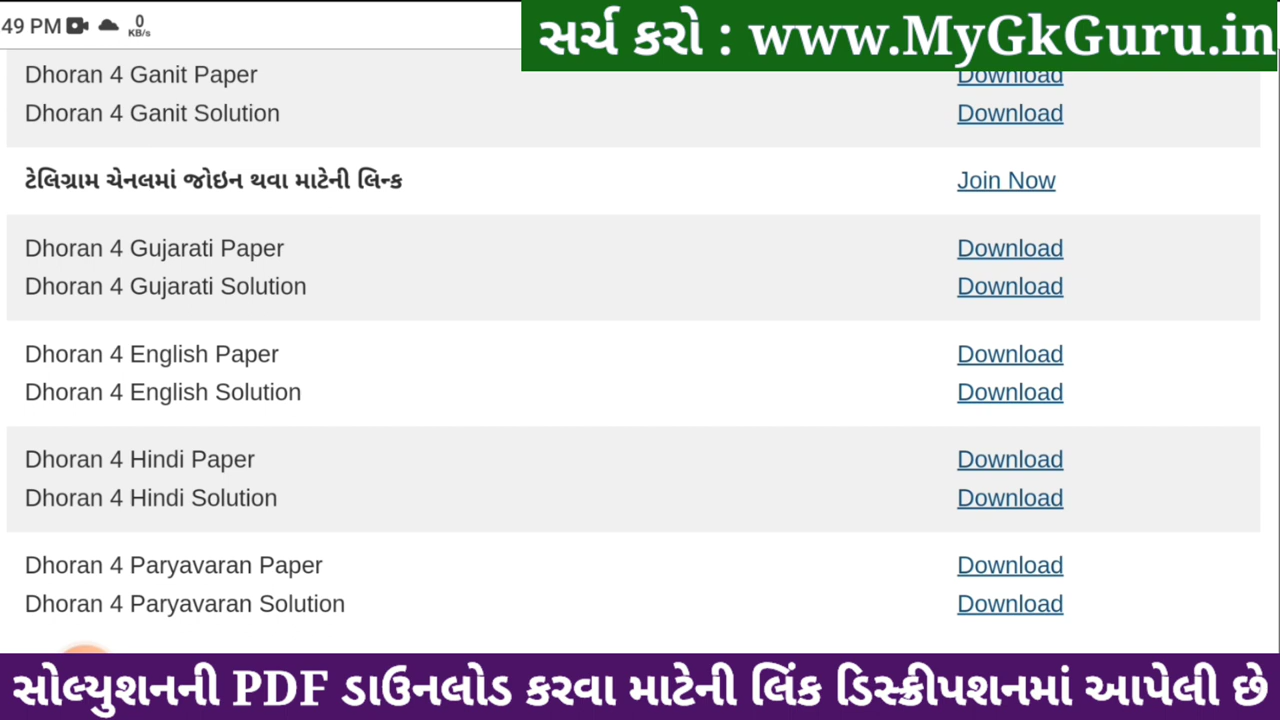 49 PM 0 KB/s
સર્ચ કરો : www.MyGkGuru.in
Dhoran 4 Ganit Paper Download
Dhoran 4 Ganit Solution Download
ટેલિગ્રામ ચેનલમાં જોઇન થવા માટેની લિન્ક Join Now
Dhoran 4 Gujarati Paper Download
Dhoran 4 Gujarati Solution Download
Dhoran 4 English Paper Download
Dhoran 4 English Solution Download
Dhoran 4 Hindi Paper Download
Dhoran 4 Hindi Solution Download
Dhoran 4 Paryavaran Paper Download
Dhoran 4 Paryavaran Solution Download
સોલ્યુશનની PDF ડાઉનલોડ કરવા માટેની લિંક ડિસ્ક્રીપશનમાં આપેલી છે